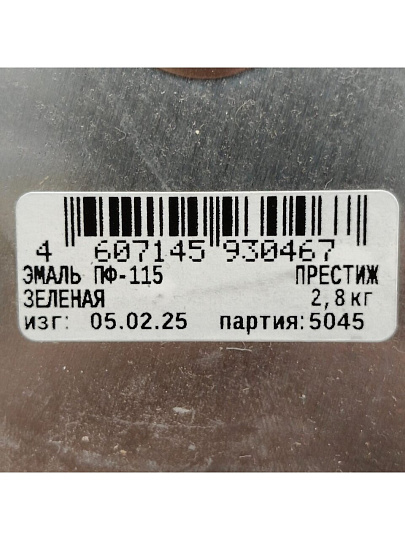 4 607145 930467
ЭМАЛЬ ПФ-115 ПРЕСТИЖ
ЗЕЛЕНАЯ 2,8 кг
изг: 05.02.25 партия: 5045